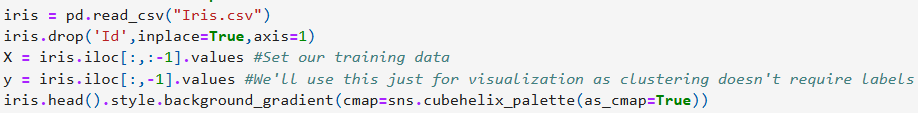 iris = pd.read_csv("Iris.csv")
iris.drop('Id',inplace=True,axis=1)
X = iris.iloc[:,:-1].values #Set our training data
y = iris.iloc[:,-1].values #We'll use this just for visualization as clustering doesn't require labels
iris.head().style.background_gradient(cmap=sns.cubehelix_palette(as_cmap=True))